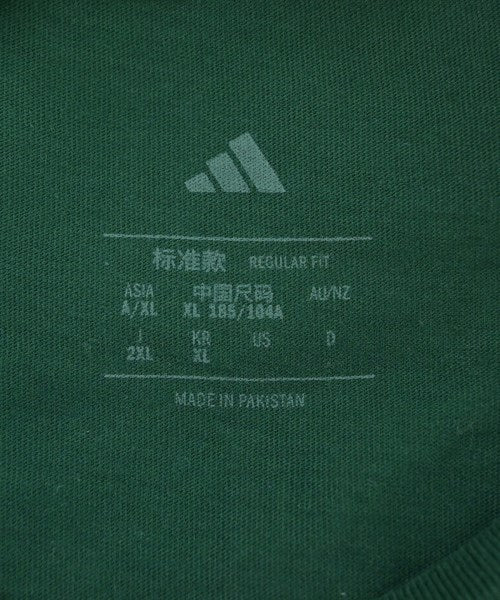 标准款 REGULAR FIT
ASIA 中国尺码 AU/NZ
A/XL XL 185/104A
J KR US D
2XL XL
MADE IN PAKISTAN